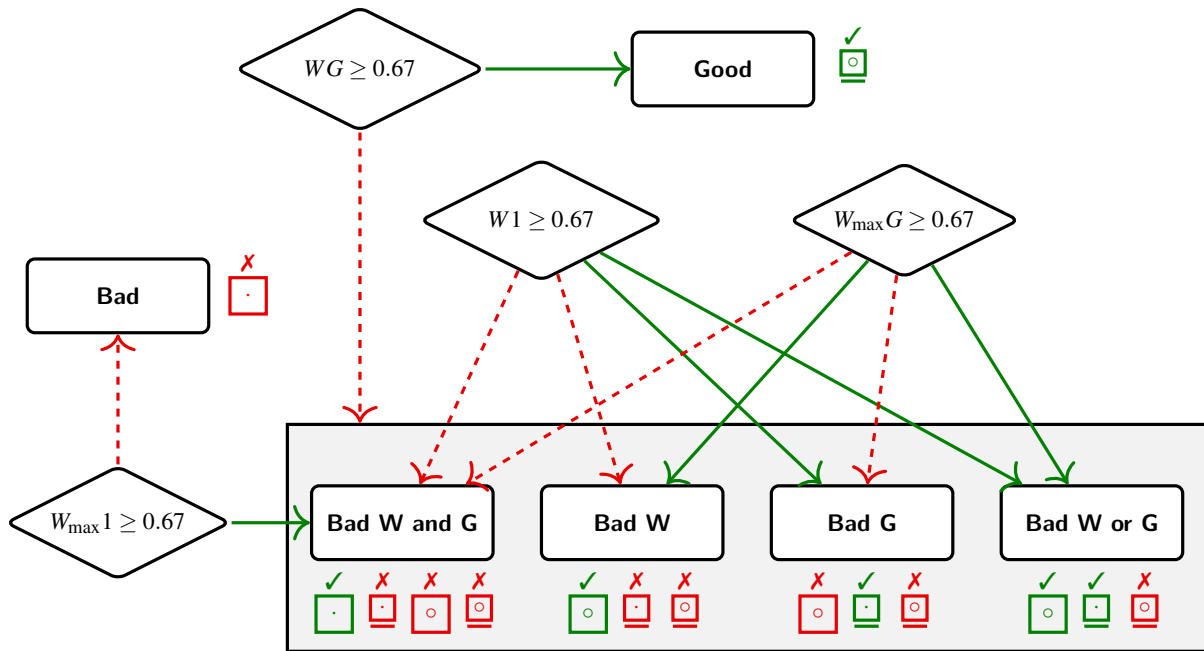 WG ≥ 0.67
Good
✓
W1 ≥ 0.67
W_max G ≥ 0.67
Bad
✗
W_max 1 ≥ 0.67
Bad W and G
Bad W
Bad G
Bad W or G
✓ ✗ ✗ ✗
✓ ✗ ✗
✗ ✓ ✗
✓ ✓ ✗